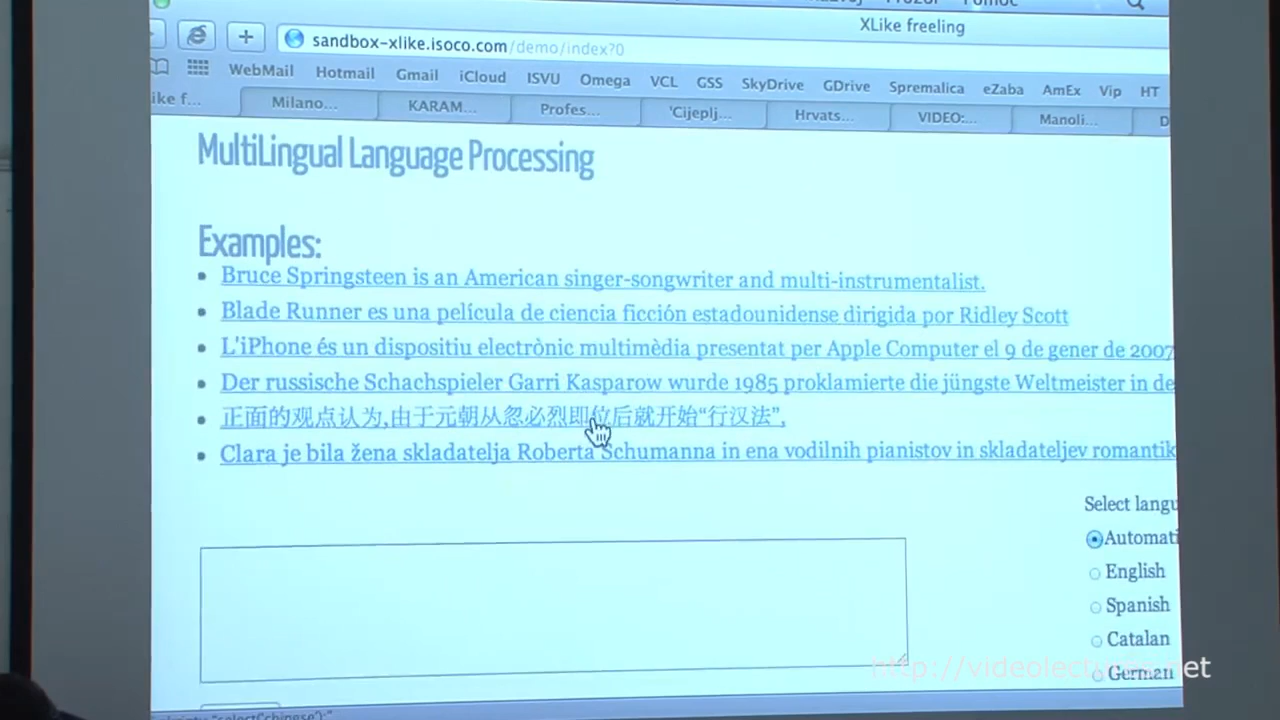 Pomoc
XLike freeling
sandbox-xlike.isoco.com/demo/index?0
WebMail Hotmail Gmail iCloud ISVU Omega VCL GSS SkyDrive GDrive Spremalica eZaba AmEx Vip HT
ike f... Milano... KARAM... Profes... 'Cijeplj... Hrvats... VIDEO:... Manoli... D
MultiLingual Language Processing
Examples:
Bruce Springsteen is an American singer-songwriter and multi-instrumentalist.
Blade Runner es una película de ciencia ficción estadounidense dirigida por Ridley Scott
L'iPhone és un dispositiu electrònic multimèdia presentat per Apple Computer el 9 de gener de 2007
Der russische Schachspieler Garri Kasparow wurde 1985 proklamierte die jüngste Weltmeister in de
正面的观点认为,由于元朝从忽必烈即位后就开始“行汉法”,
Clara je bila žena skladatelja Roberta Schumanna in ena vodilnih pianistov in skladateljev romantik
Select langu
Automati
English
Spanish
Catalan
German
http://videolectures.net